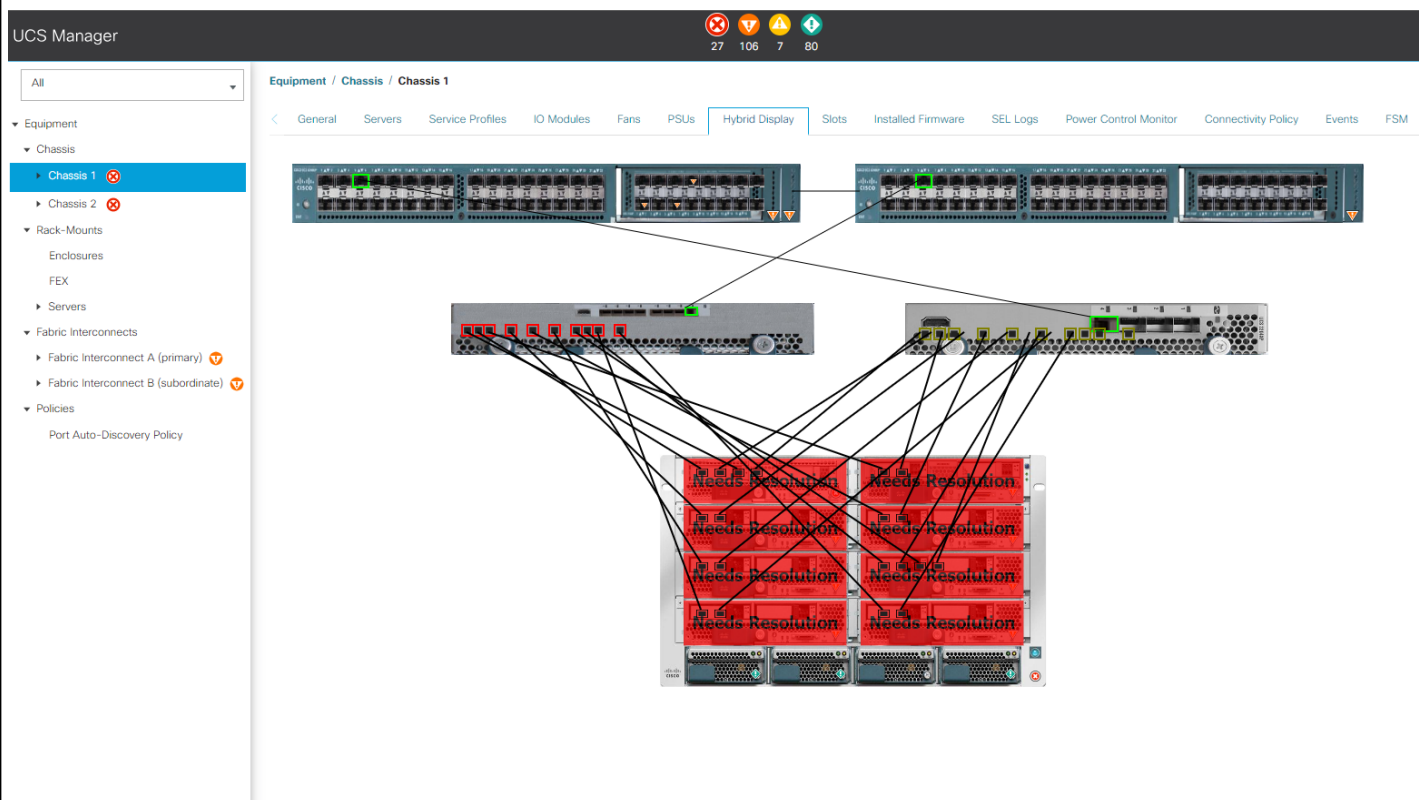 UCS Manager
27 106 7 80
All
Equipment / Chassis / Chassis 1
General Servers Service Profiles IO Modules Fans PSUs Hybrid Display Slots Installed Firmware SEL Logs Power Control Monitor Connectivity Policy Events FSM
Equipment
Chassis
Chassis 1
Chassis 2
Rack-Mounts
Enclosures
FEX
Servers
Fabric Interconnects
Fabric Interconnect A (primary)
Fabric Interconnect B (subordinate)
Policies
Port Auto-Discovery Policy
CISCO
CISCO
Needs Resolution Needs Resolution
Needs Resolution Needs Resolution
Needs Resolution Needs Resolution
Needs Resolution Needs Resolution
CISCO